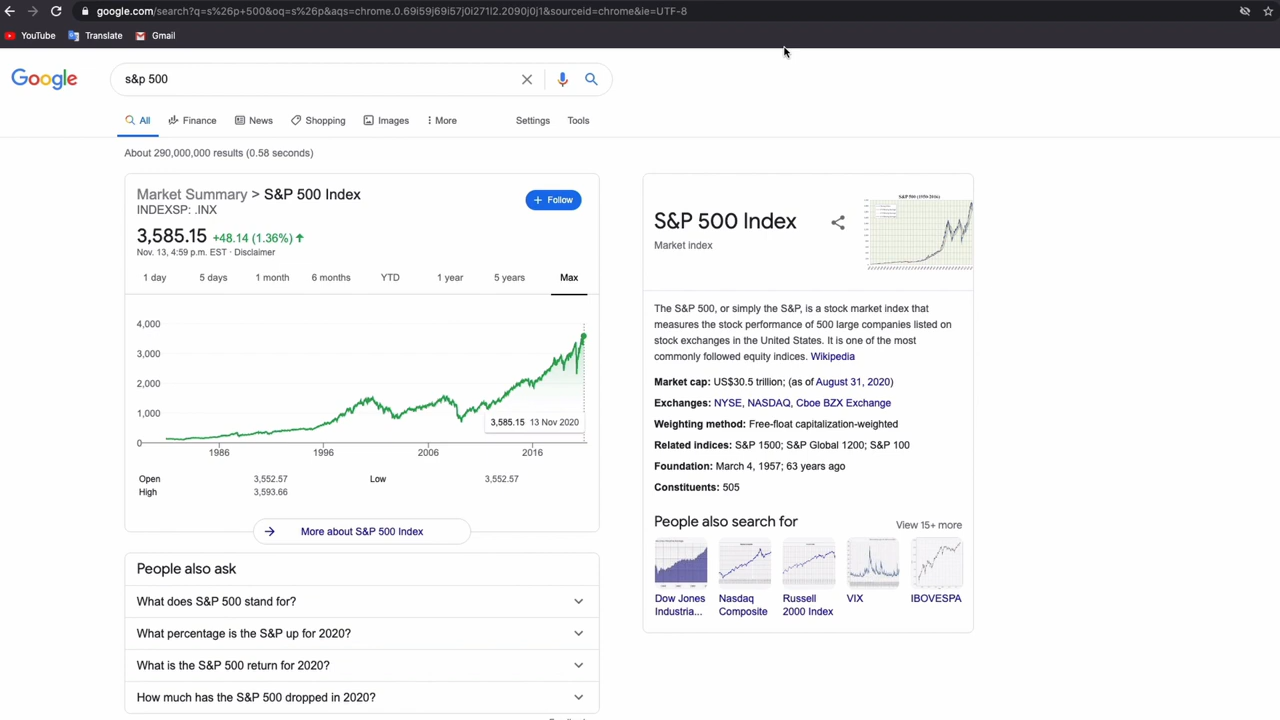 google.com/search?q=s%26p+500&oq=s%26p&aqs=chrome.0.69i59j69i57j0i271l2.2090j0j1&sourceid=chrome&ie=UTF-8
YouTube Translate Gmail
Google
s&p 500
All Finance News Shopping Images More Settings Tools
About 290,000,000 results (0.58 seconds)
Market Summary > S&P 500 Index
INDEXSP: .INX
+ Follow
3,585.15 +48.14 (1.36%)
Nov. 13, 4:59 p.m. EST · Disclaimer
1 day 5 days 1 month 6 months YTD 1 year 5 years Max
4,000
3,000
2,000
1,000
0
3,585.15 13 Nov 2020
1986 1996 2006 2016
Open 3,552.57 Low 3,552.57
High 3,593.66
More about S&P 500 Index
People also ask
What does S&P 500 stand for?
What percentage is the S&P up for 2020?
What is the S&P 500 return for 2020?
How much has the S&P 500 dropped in 2020?
S&P 500 Index
Market index
The S&P 500, or simply the S&P, is a stock market index that
measures the stock performance of 500 large companies listed on
stock exchanges in the United States. It is one of the most
commonly followed equity indices. Wikipedia
Market cap: US$30.5 trillion; (as of August 31, 2020)
Exchanges: NYSE, NASDAQ, Cboe BZX Exchange
Weighting method: Free-float capitalization-weighted
Related indices: S&P 1500; S&P Global 1200; S&P 100
Foundation: March 4, 1957; 63 years ago
Constituents: 505
People also search for
View 15+ more
Dow Jones
Industria...
Nasdaq
Composite
Russell
2000 Index
VIX
IBOVESPA